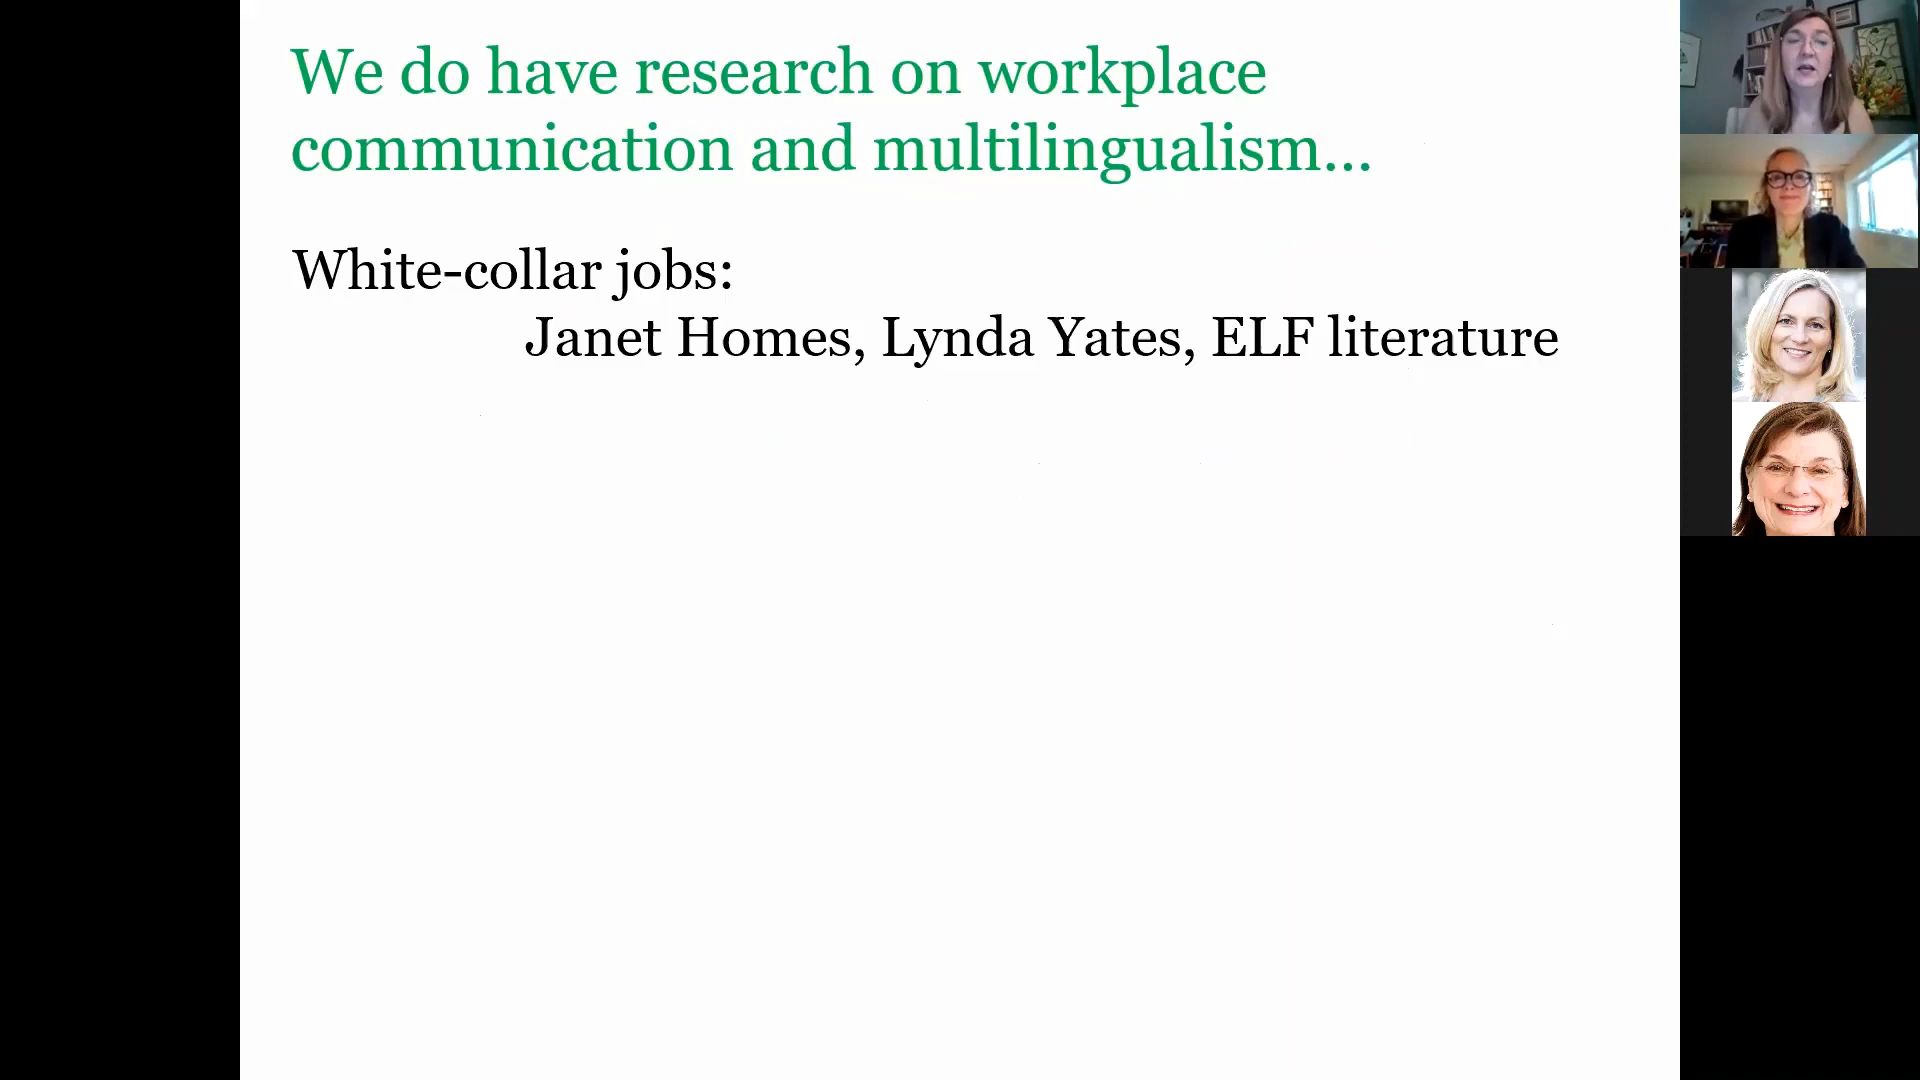 We do have research on workplace
communication and multilingualism…
White-collar jobs:
Janet Homes, Lynda Yates, ELF literature